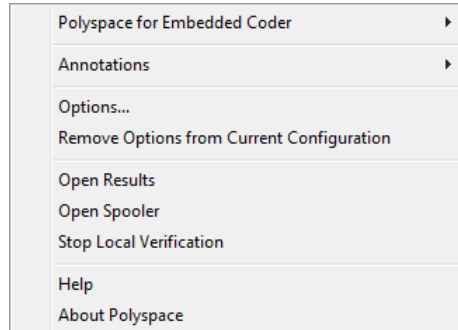 Polyspace for Embedded Coder
Annotations
Options...
Remove Options from Current Configuration
Open Results
Open Spooler
Stop Local Verification
Help
About Polyspace